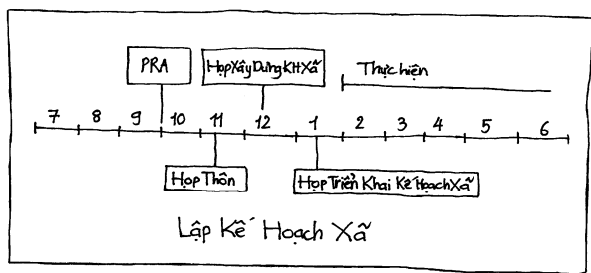 PRA
Họp Xây Dựng KH Xã
Thực hiện
7 8 9 10 11 12 1 2 3 4 5 6
Họp Thôn
Họp Triển Khai Kế Hoạch Xã
Lập Kế Hoạch Xã